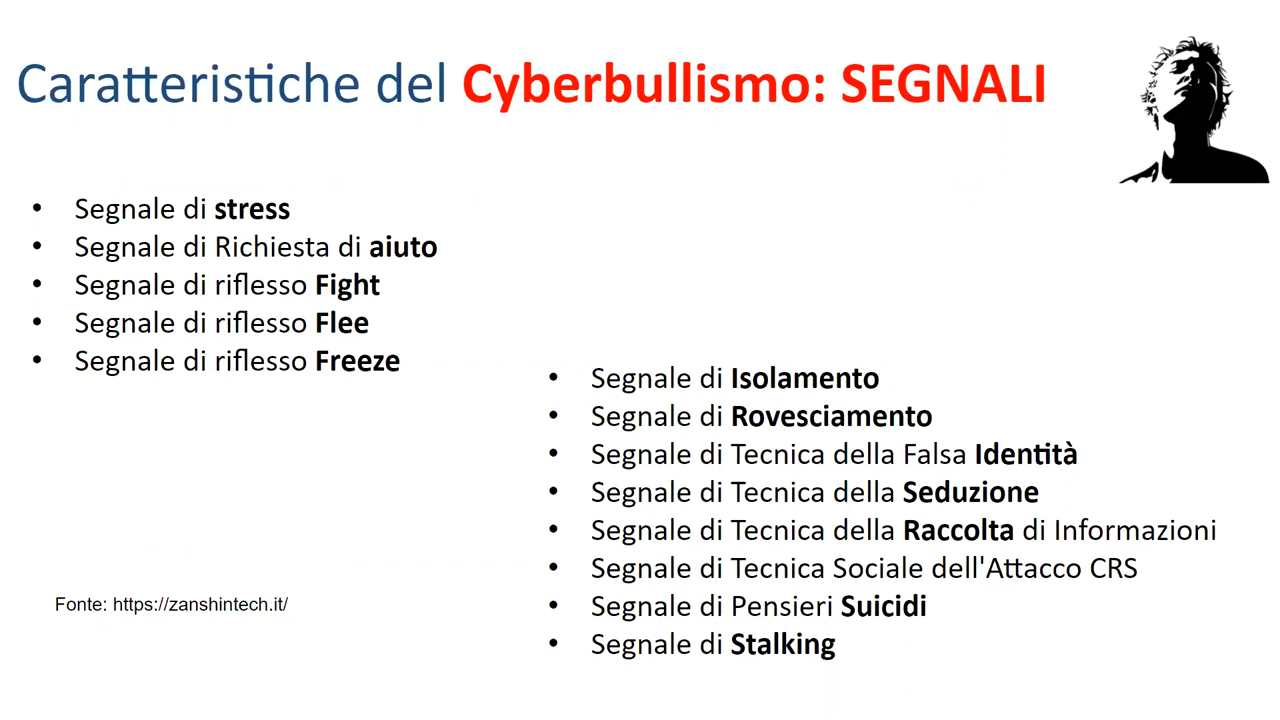 Caratteristiche del Cyberbullismo: SEGNALI
• Segnale di stress
• Segnale di Richiesta di aiuto
• Segnale di riflesso Fight
• Segnale di riflesso Flee
• Segnale di riflesso Freeze
• Segnale di Isolamento
• Segnale di Rovesciamento
• Segnale di Tecnica della Falsa Identità
• Segnale di Tecnica della Seduzione
• Segnale di Tecnica della Raccolta di Informazioni
• Segnale di Tecnica Sociale dell'Attacco CRS
• Segnale di Pensieri Suicidi
• Segnale di Stalking
Fonte: https://zanshintech.it/